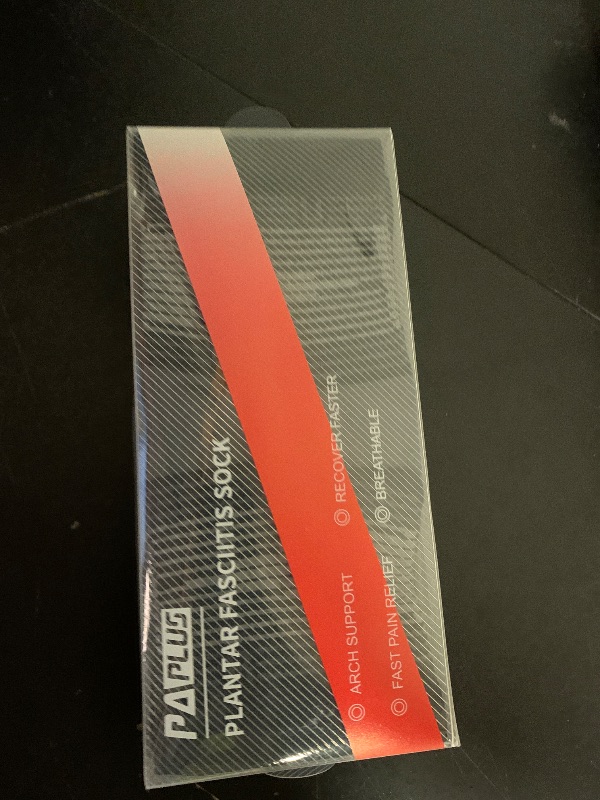 PAPLUS
PLANTAR FASCIITIS SOCK
ARCH SUPPORT
RECOVER FASTER
FAST PAIN RELIEF
BREATHABLE